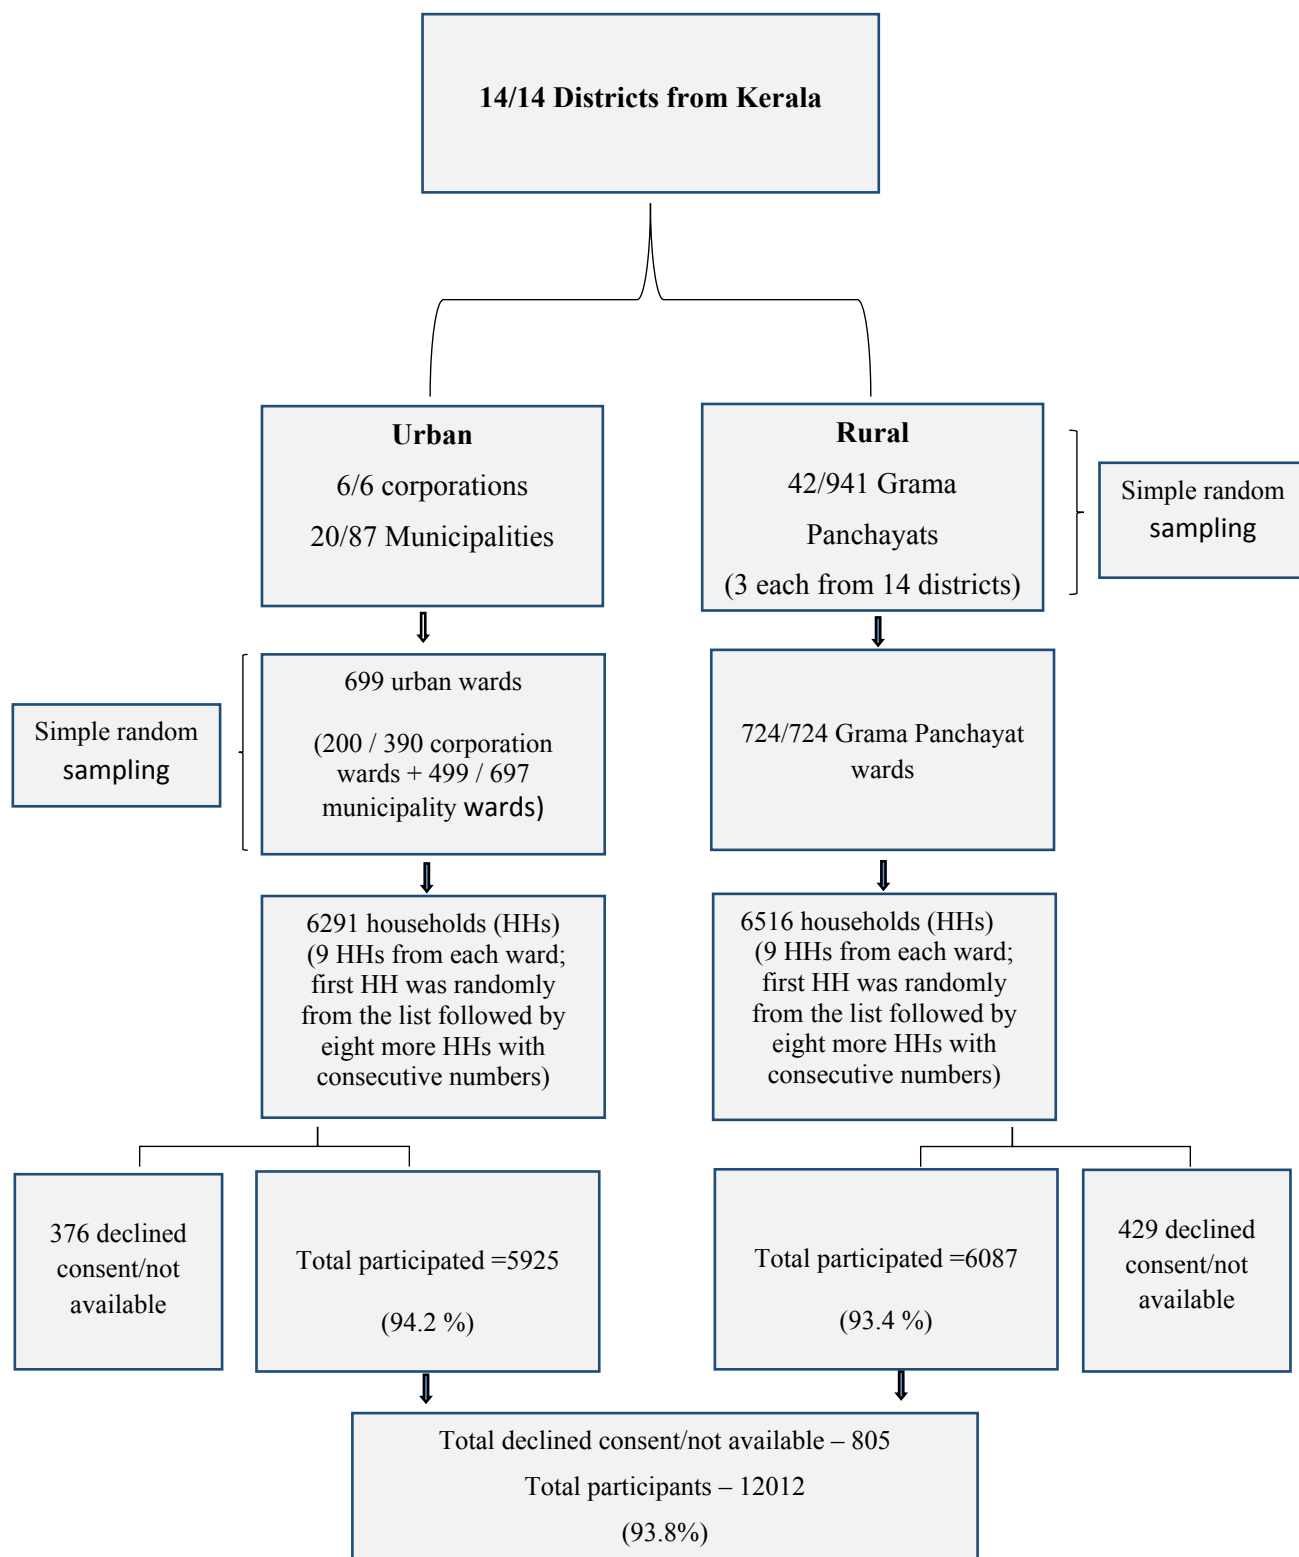 14/14 Districts from Kerala
Urban
6/6 corporations
20/87 Municipalities
Rural
42/941 Grama
Panchayats
(3 each from 14 districts)
Simple random
sampling
Simple random
sampling
699 urban wards
(200 / 390 corporation
wards + 499 / 697
municipality wards)
724/724 Grama Panchayat
wards
6291 households (HHs)
(9 HHs from each ward;
first HH was randomly
from the list followed by
eight more HHs with
consecutive numbers)
6516 households (HHs)
(9 HHs from each ward;
first HH was randomly
from the list followed by
eight more HHs with
consecutive numbers)
376 declined
consent/not
available
Total participated =5925
(94.2 %)
Total participated =6087
(93.4 %)
429 declined
consent/not
available
Total declined consent/not available – 805
Total participants – 12012
(93.8%)